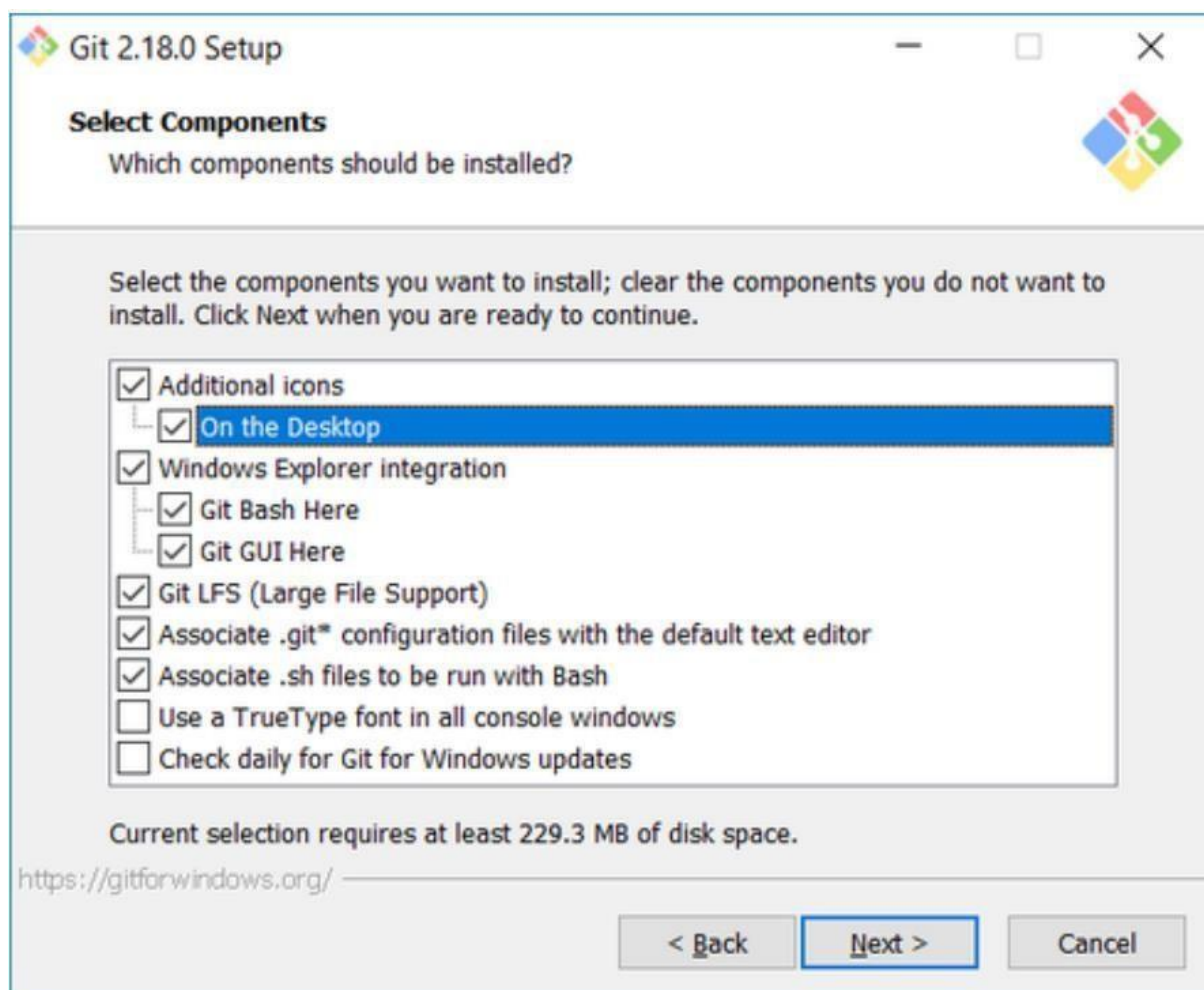 Git 2.18.0 Setup
Select Components
Which components should be installed?
Select the components you want to install; clear the components you do not want to
install. Click Next when you are ready to continue.
Additional icons
On the Desktop
Windows Explorer integration
Git Bash Here
Git GUI Here
Git LFS (Large File Support)
Associate .git* configuration files with the default text editor
Associate .sh files to be run with Bash
Use a TrueType font in all console windows
Check daily for Git for Windows updates
Current selection requires at least 229.3 MB of disk space.
https://gitforwindows.org/
< Back Next > Cancel